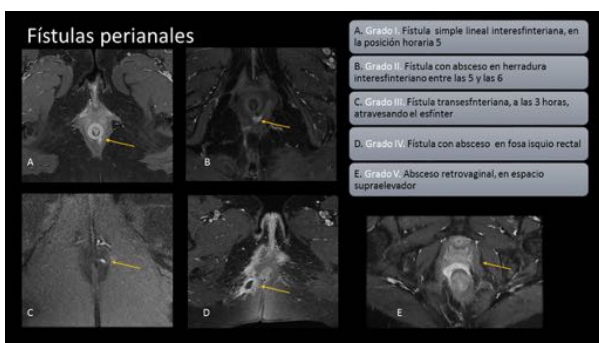 Fístulas perianales
A. Grado I. Fístula simple lineal interesfinteriana, en
la posición horaria 5
B. Grado II. Fístula con absceso en herradura
interesfinteriano entre las 5 y las 6
C. Grado III. Fístula transesfnteriana, a las 3 horas,
atravesando el esfínter
D. Grado IV. Fístula con absceso en fosa isquio rectal
E. Grado V. Absceso retrovaginal, en espacio
supraelevador
A
B
C
D
E